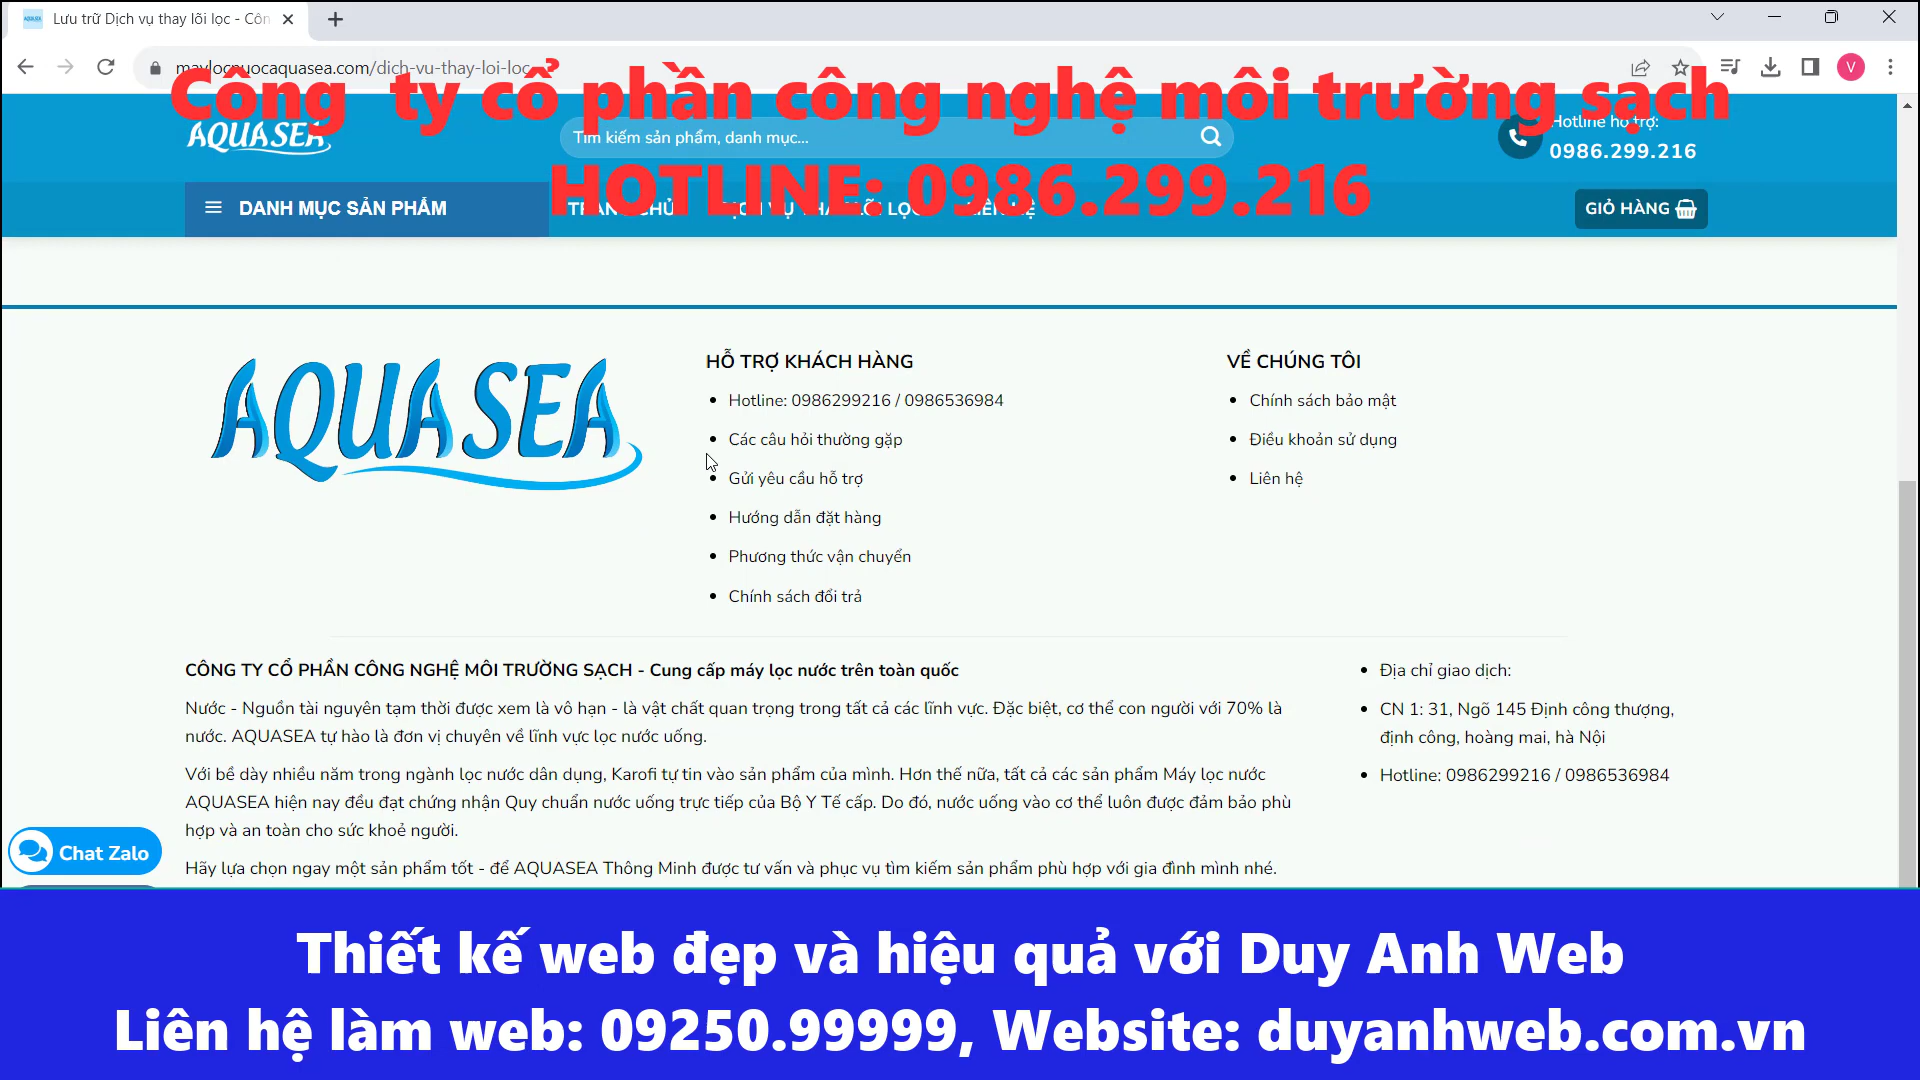 Lưu trữ Dịch vụ thay lõi lọc - Côn
maylocnuocaquasea.com/dich-vu-thay-loi-loc
V
Công ty cổ phần công nghệ môi trường sạch
HOTLINE: 0986.299.216
AQUASEA
Tìm kiếm sản phẩm, danh mục...
Hotline hỗ trợ:
0986.299.216
DANH MỤC SẢN PHẨM
TRANG CHỦ
DỊCH VỤ THAY LÕI LỌC
LIÊN HỆ
GIỎ HÀNG
AQUASEA
HỖ TRỢ KHÁCH HÀNG
Hotline: 0986299216 / 0986536984
Các câu hỏi thường gặp
Gửi yêu cầu hỗ trợ
Hướng dẫn đặt hàng
Phương thức vận chuyển
Chính sách đổi trả
VỀ CHÚNG TÔI
Chính sách bảo mật
Điều khoản sử dụng
Liên hệ
CÔNG TY CỔ PHẦN CÔNG NGHỆ MÔI TRƯỜNG SẠCH - Cung cấp máy lọc nước trên toàn quốc
Nước - Nguồn tài nguyên tạm thời được xem là vô hạn - là vật chất quan trọng trong tất cả các lĩnh vực. Đặc biệt, cơ thể con người với 70% là
nước. AQUASEA tự hào là đơn vị chuyên về lĩnh vực lọc nước uống.
Với bề dày nhiều năm trong ngành lọc nước dân dụng, Karofi tự tin vào sản phẩm của mình. Hơn thế nữa, tất cả các sản phẩm Máy lọc nước
AQUASEA hiện nay đều đạt chứng nhận Quy chuẩn nước uống trực tiếp của Bộ Y Tế cấp. Do đó, nước uống vào cơ thể luôn được đảm bảo phù
hợp và an toàn cho sức khoẻ người.
Hãy lựa chọn ngay một sản phẩm tốt - để AQUASEA Thông Minh được tư vấn và phục vụ tìm kiếm sản phẩm phù hợp với gia đình mình nhé.
Địa chỉ giao dịch:
CN 1: 31, Ngõ 145 Định công thượng,
định công, hoàng mai, hà Nội
Hotline: 0986299216 / 0986536984
Chat Zalo
Thiết kế web đẹp và hiệu quả với Duy Anh Web
Liên hệ làm web: 09250.99999, Website: duyanhweb.com.vn